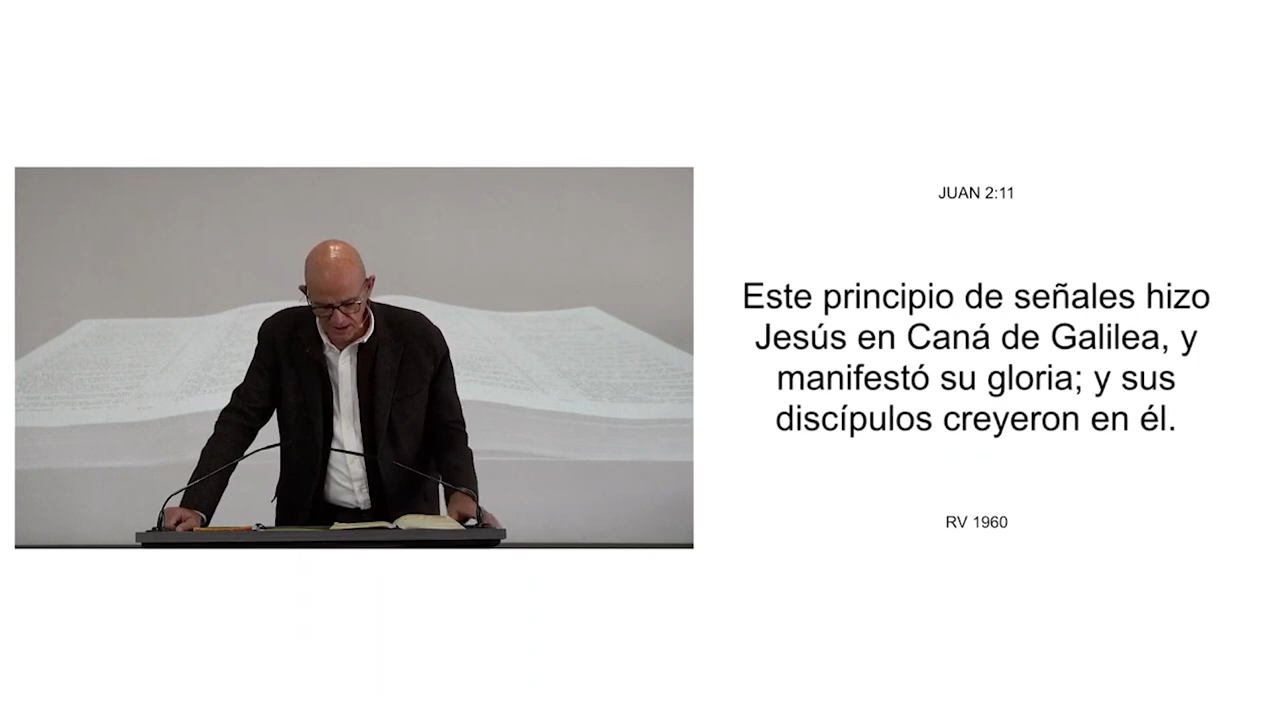 JUAN 2:11
Este principio de señales hizo
Jesús en Caná de Galilea, y
manifestó su gloria; y sus
discípulos creyeron en él.
RV 1960